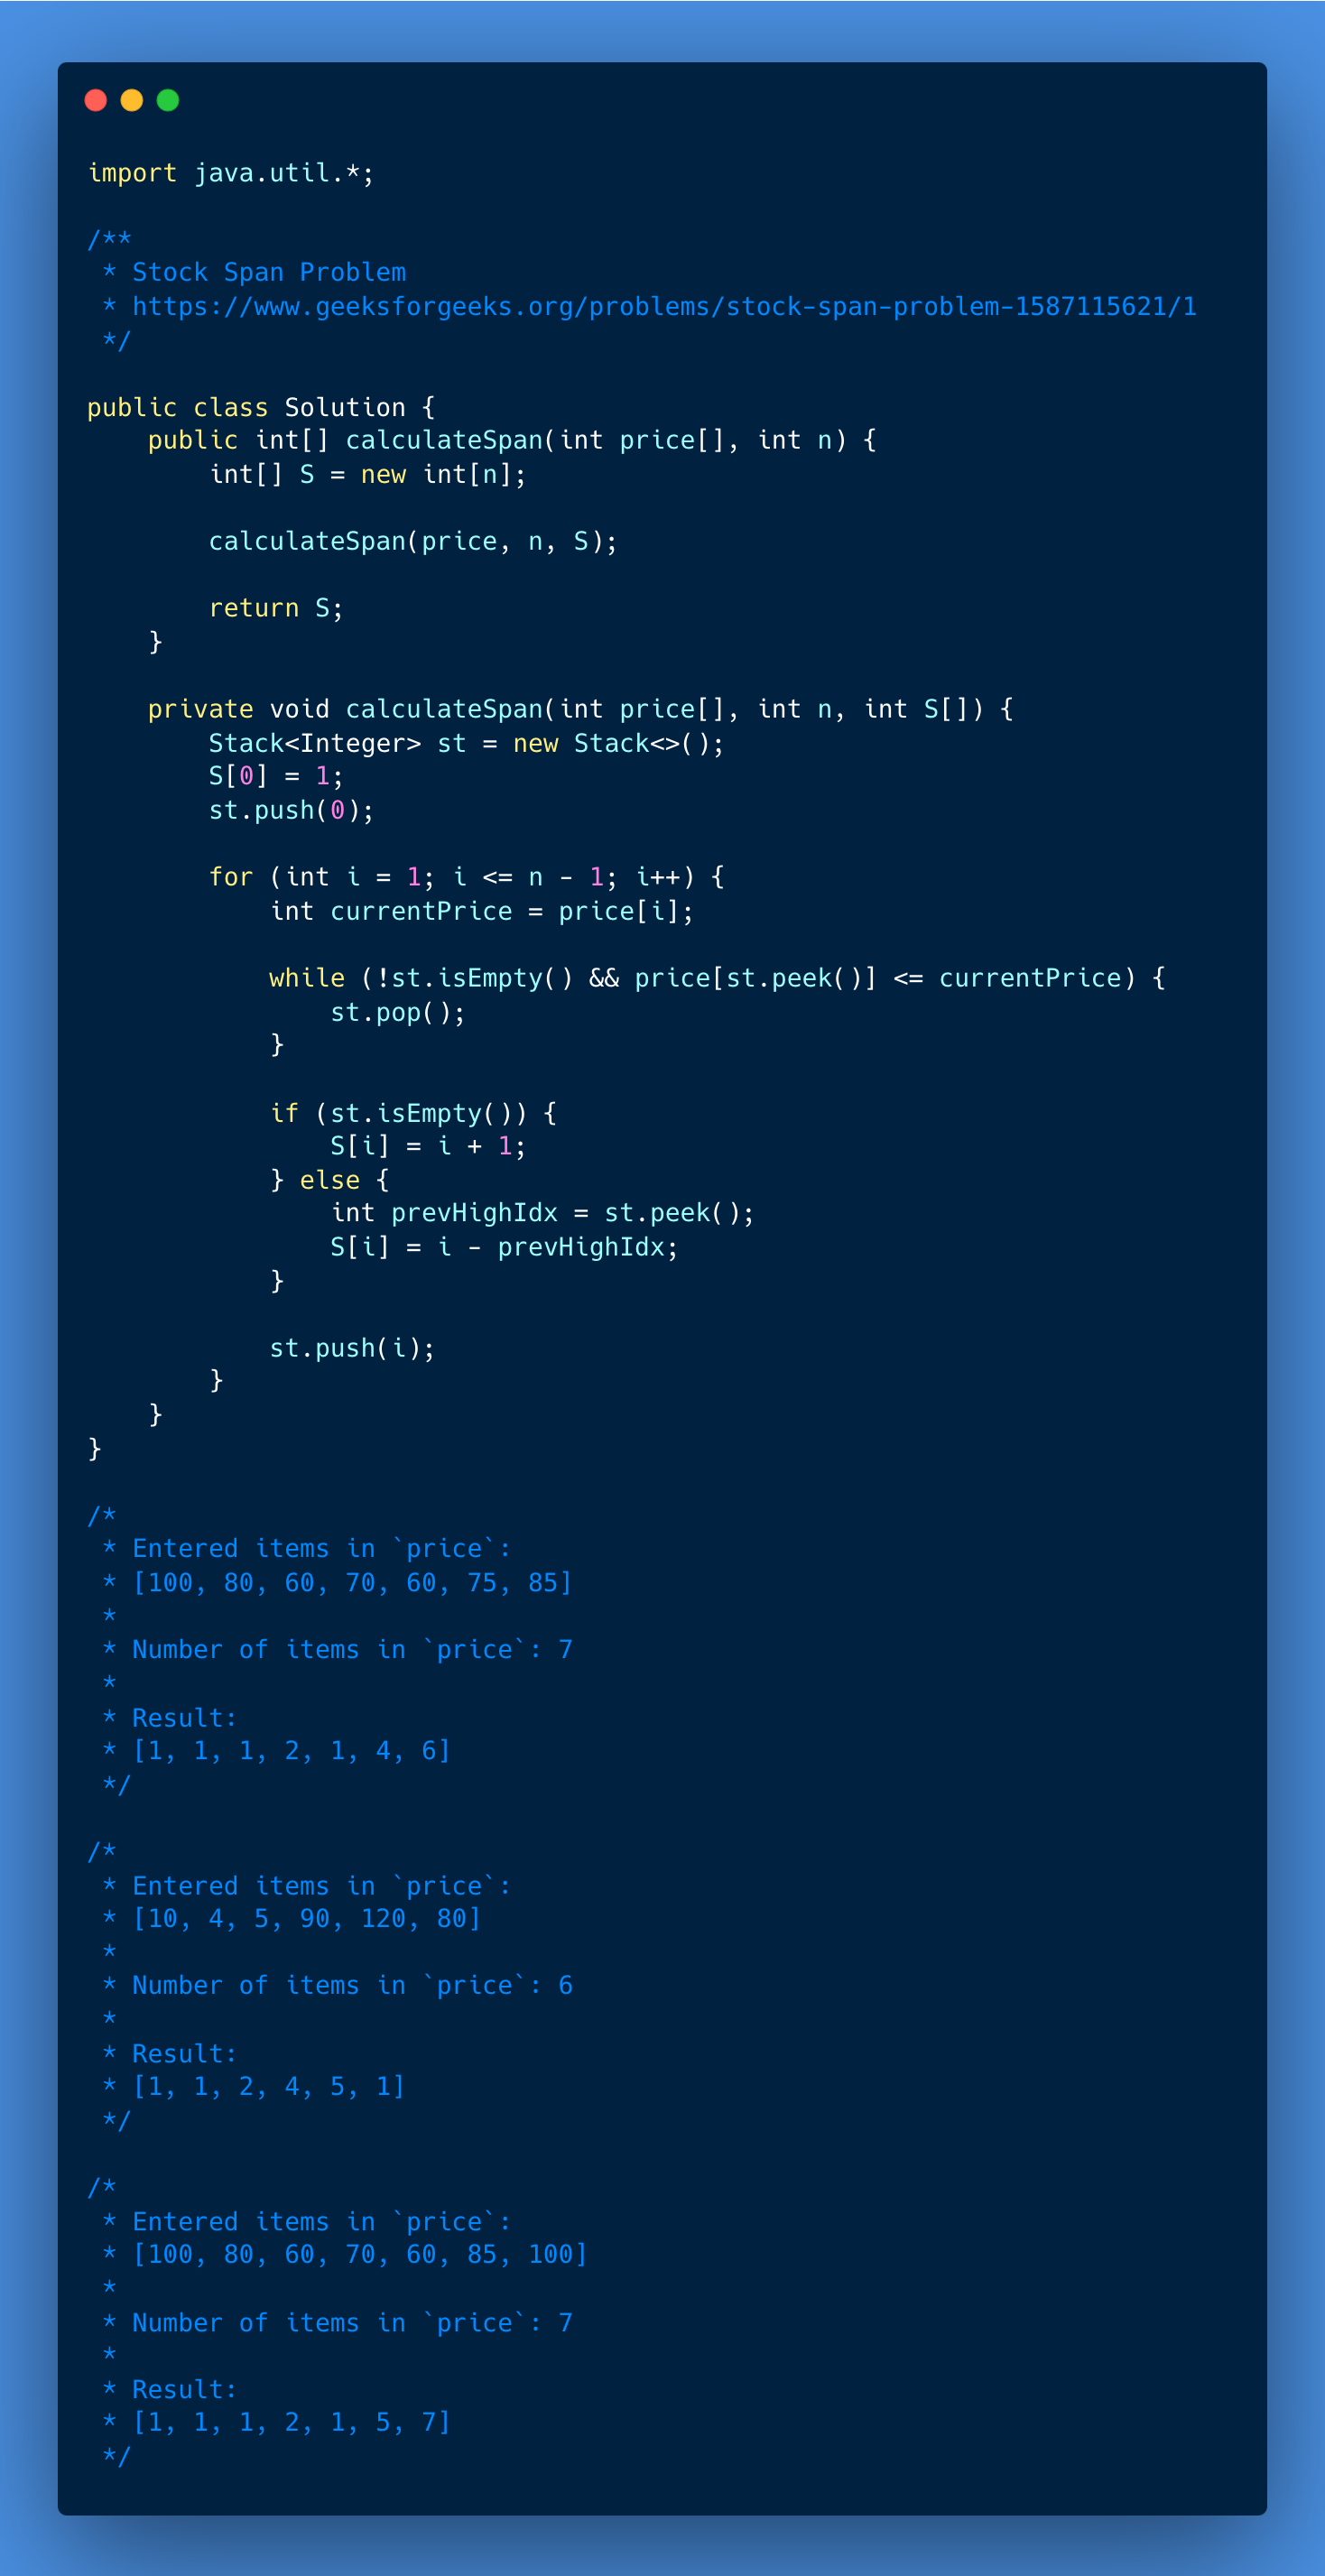 import java.util.*;

/**
 * Stock Span Problem
 * https://www.geeksforgeeks.org/problems/stock-span-problem-1587115621/1
 */

public class Solution {
    public int[] calculateSpan(int price[], int n) {
        int[] S = new int[n];

        calculateSpan(price, n, S);

        return S;
    }

    private void calculateSpan(int price[], int n, int S[]) {
        Stack<Integer> st = new Stack<>();
        S[0] = 1;
        st.push(0);

        for (int i = 1; i <= n - 1; i++) {
            int currentPrice = price[i];

            while (!st.isEmpty() && price[st.peek()] <= currentPrice) {
                st.pop();
            }

            if (st.isEmpty()) {
                S[i] = i + 1;
            } else {
                int prevHighIdx = st.peek();
                S[i] = i - prevHighIdx;
            }

            st.push(i);
        }
    }
}

/*
 * Entered items in `price`:
 * [100, 80, 60, 70, 60, 75, 85]
 *
 * Number of items in `price`: 7
 *
 * Result:
 * [1, 1, 1, 2, 1, 4, 6]
 */

/*
 * Entered items in `price`:
 * [10, 4, 5, 90, 120, 80]
 *
 * Number of items in `price`: 6
 *
 * Result:
 * [1, 1, 2, 4, 5, 1]
 */

/*
 * Entered items in `price`:
 * [100, 80, 60, 70, 60, 85, 100]
 *
 * Number of items in `price`: 7
 *
 * Result:
 * [1, 1, 1, 2, 1, 5, 7]
 */